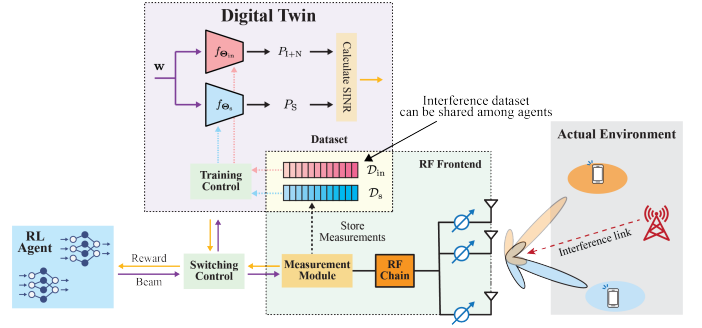 Digital Twin
w
f_Θin
P_I+N
f_Θs
P_S
Calculate SINR
Interference dataset
can be shared among agents
Dataset
Actual Environment
RF Frontend
Training
Control
𝒟_in
𝒟_s
Store
Measurements
Interference link
RL
Agent
Reward
Beam
Switching
Control
Measurement
Module
RF
Chain